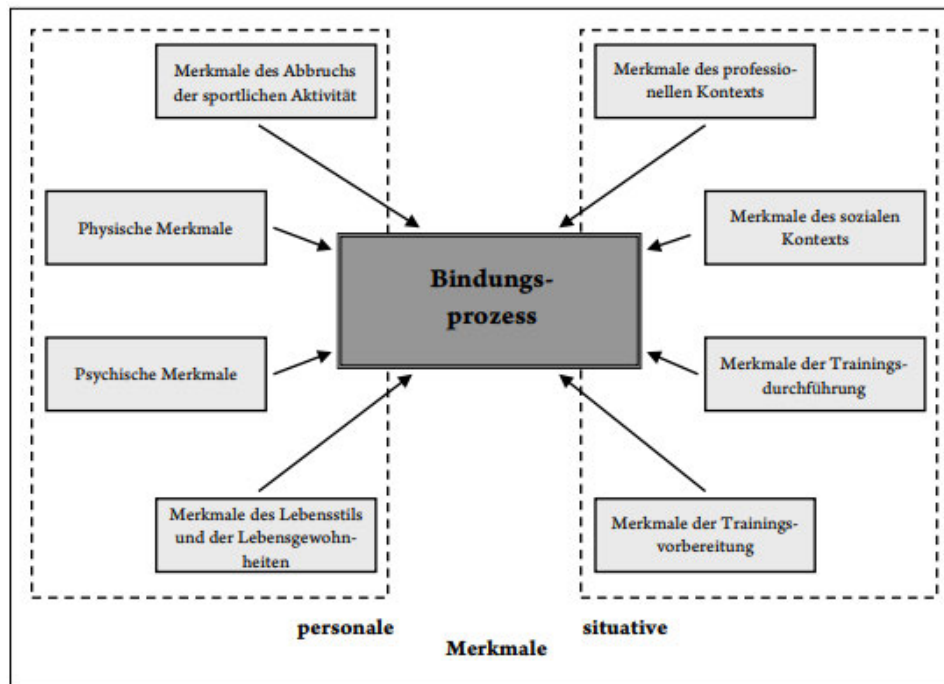 Merkmale des Abbruchs
der sportlichen Aktivität
Merkmale des professio-
nellen Kontexts
Physische Merkmale
Merkmale des sozialen
Kontexts
Bindungs-
prozess
Psychische Merkmale
Merkmale der Trainings-
durchführung
Merkmale des Lebensstils
und der Lebensgewohn-
heiten
Merkmale der Trainings-
vorbereitung
personale
situative
Merkmale